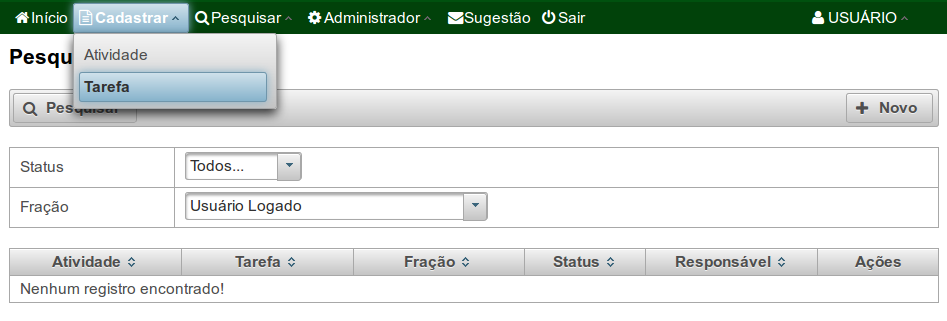 Início Cadastrar Pesquisar Administrador Sugestão Sair USUÁRIO
Atividade
Tarefa
Pesqu
Pesquisar
Novo
Status Todos...
Fração Usuário Logado
Atividade Tarefa Fração Status Responsável Ações
Nenhum registro encontrado!